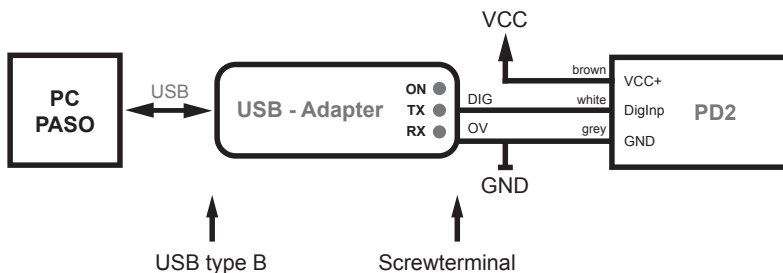 VCC
PC
PASO
USB
USB - Adapter
ON
TX
RX
DIG
OV
brown
white
grey
VCC+
DigInp
GND
PD2
GND
USB type B
Screwterminal